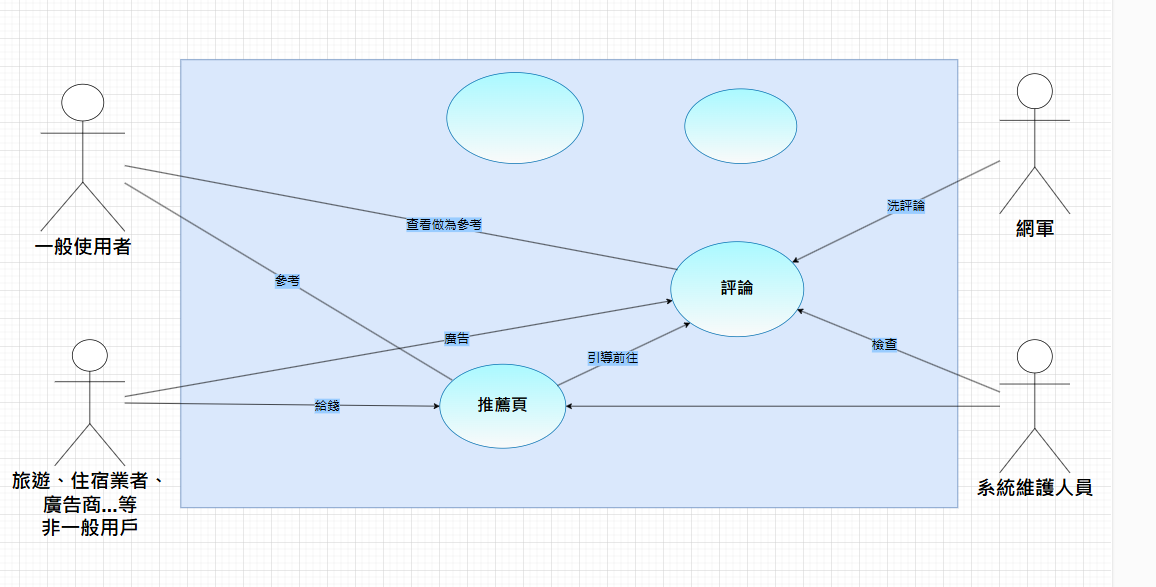 洗評論
查看做為參考
網軍
一般使用者
參考
評論
廣告
檢查
引導前往
推薦頁
給錢
旅遊、住宿業者、
廣告商...等
非一般用戶
系統維護人員